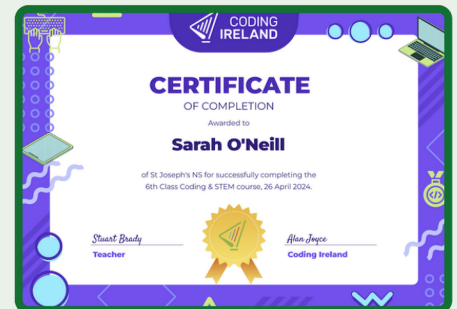 CODING
IRELAND
CERTIFICATE
OF COMPLETION
Awarded to
Sarah O'Neill
of St Joseph's NS for successfully completing the
6th Class Coding & STEM course, 26 April 2024.
Stuart Brady
Alan Joyce
Teacher
Coding Ireland